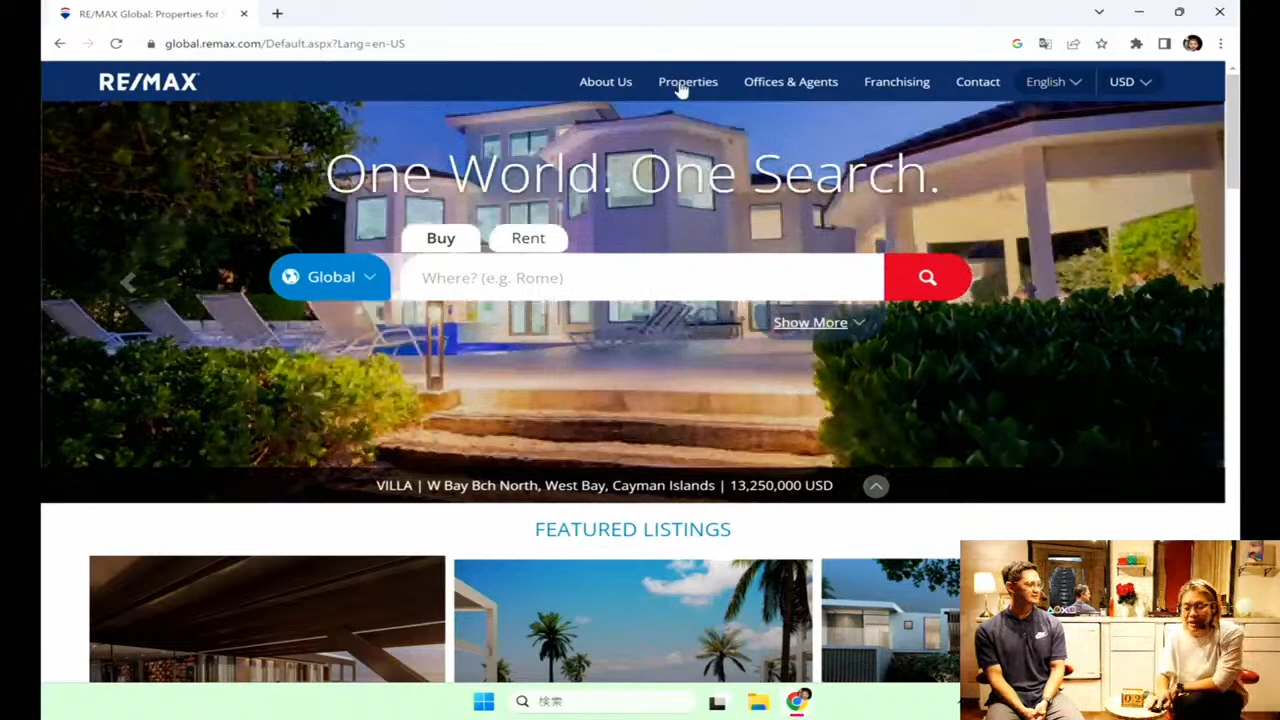 RE/MAX Global: Properties for
global.remax.com/Default.aspx?Lang=en-US
RE/MAX
About Us
Properties
Offices & Agents
Franchising
Contact
English
USD
One World. One Search.
Buy
Rent
Global
Where? (e.g. Rome)
Show More
VILLA | W Bay Bch North, West Bay, Cayman Islands | 13,250,000 USD
FEATURED LISTINGS
検索